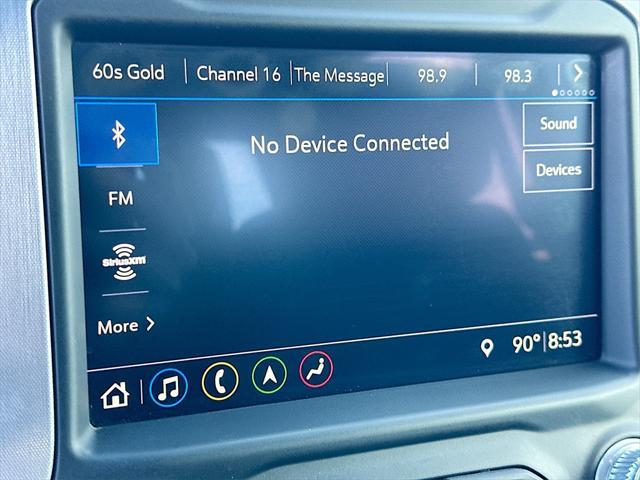 60s Gold Channel 16 The Message 98.9 98.3
No Device Connected
Sound
Devices
FM
SiriusXM
More
90° 8:53